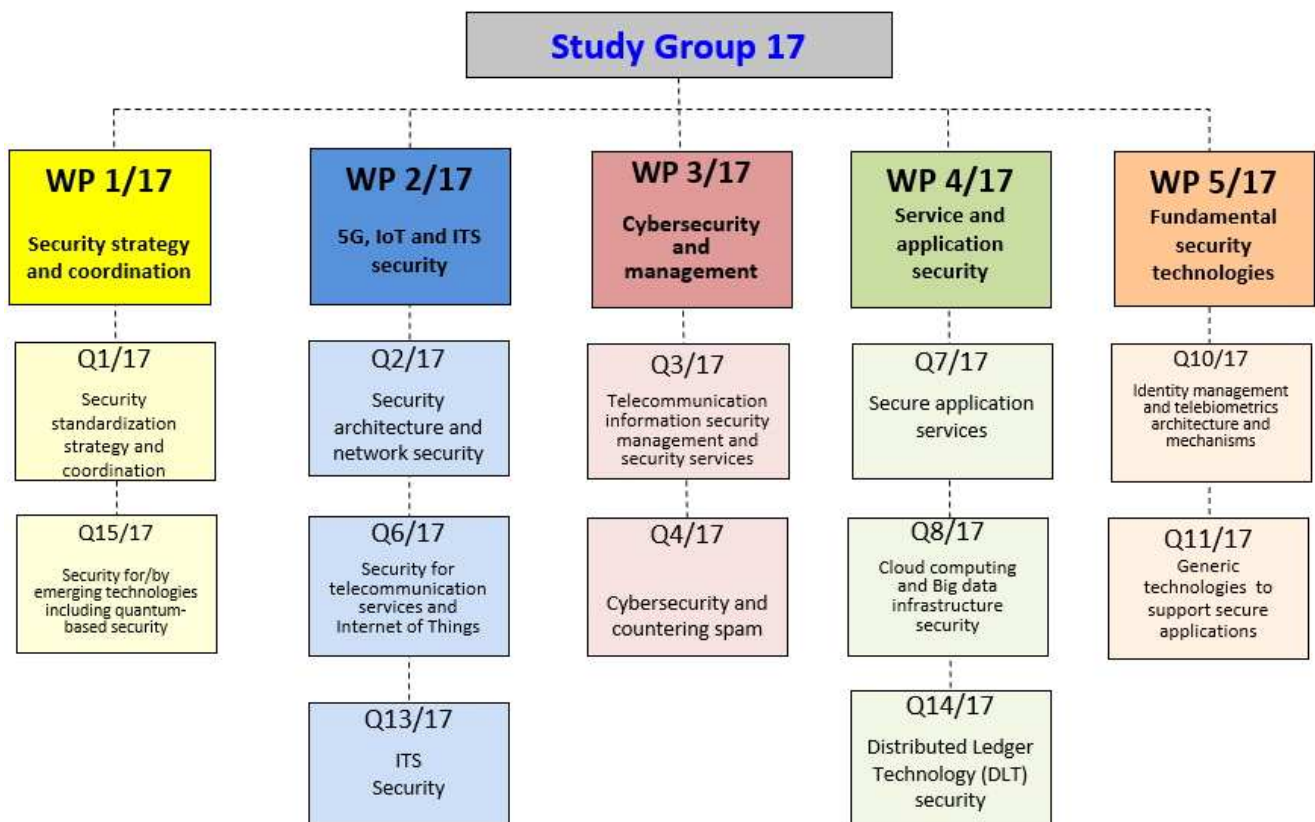 Study Group 17
WP 1/17
Security strategy
and coordination
WP 2/17
5G, IoT and ITS
security
WP 3/17
Cybersecurity
and
management
WP 4/17
Service and
application
security
WP 5/17
Fundamental
security
technologies
Q1/17
Security
standardization
strategy and
coordination
Q2/17
Security
architecture and
network security
Q3/17
Telecommunication
information security
management and
security services
Q7/17
Secure application
services
Q10/17
Identity management
and telebiometrics
architecture and
mechanisms
Q15/17
Security for/by
emerging technologies
including quantum-
based security
Q6/17
Security for
telecommunication
services and
Internet of Things
Q4/17
Cybersecurity and
countering spam
Q8/17
Cloud computing
and Big data
infrastructure
security
Q11/17
Generic
technologies to
support secure
applications
Q13/17
ITS
Security
Q14/17
Distributed Ledger
Technology (DLT)
security